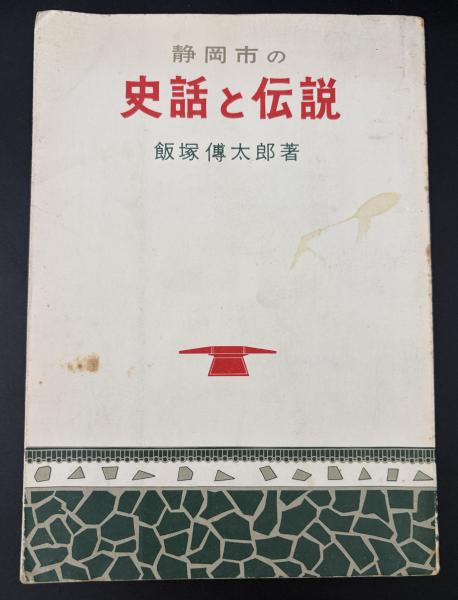 静岡市の
史話と伝説
飯塚傳太郎著